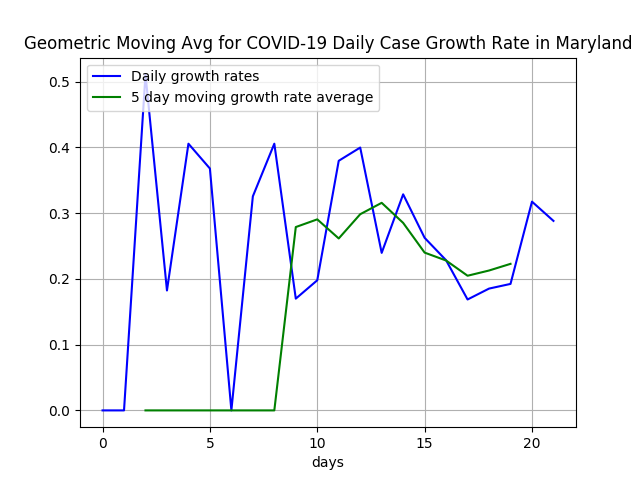 Geometric Moving Avg for COVID-19 Daily Case Growth Rate in Maryland
Daily growth rates
5 day moving growth rate average
0.5
0.4
0.3
0.2
0.1
0.0
0 5 10 15 20
days